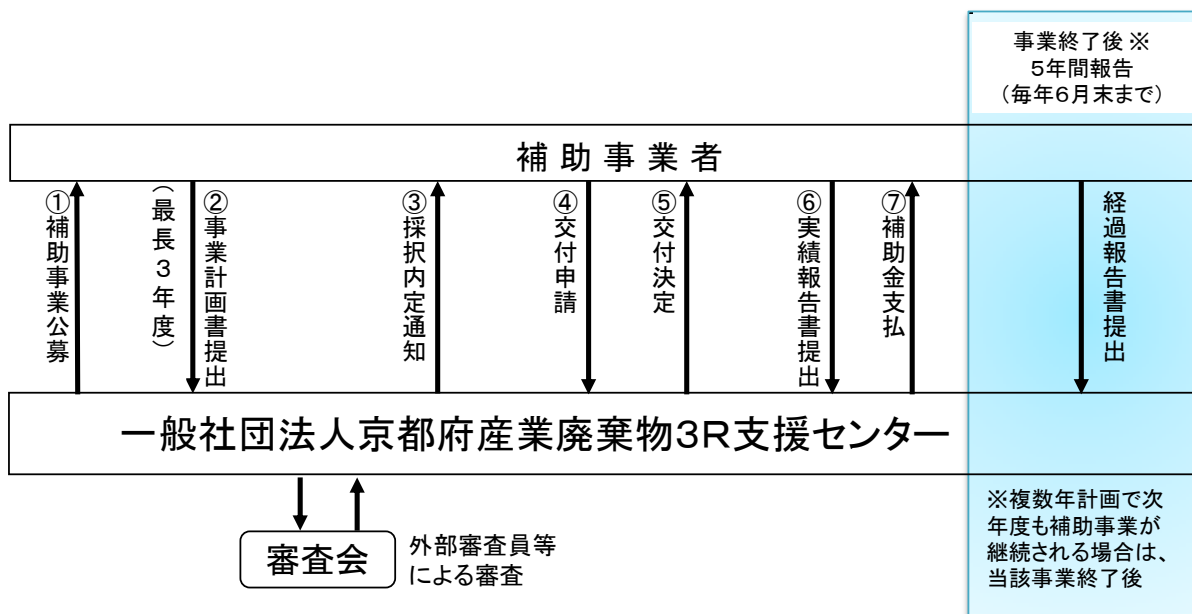 事業終了後※
5年間報告
(毎年6月末まで)
補助事業者
①補助事業公募
②事業計画書提出
(最長3年度)
③採択内定通知
④交付申請
⑤交付決定
⑥実績報告書提出
⑦補助金支払
経過報告書提出
一般社団法人京都府産業廃棄物3R支援センター
審査会
外部審査員等
による審査
※複数年計画で次
年度も補助事業が
継続される場合は、
当該事業終了後